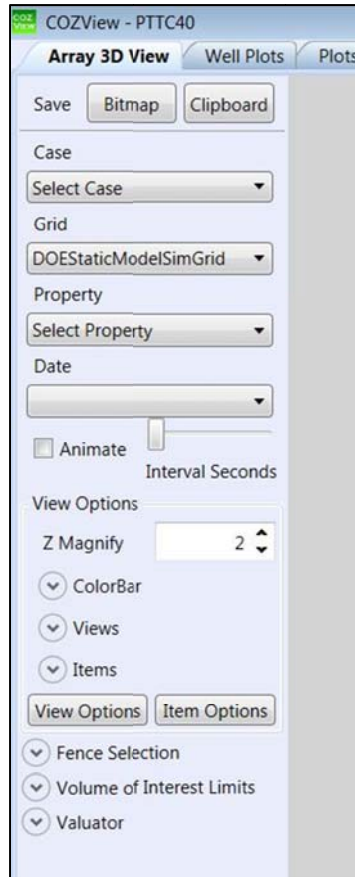 COZ View
COZView - PTTC40
Array 3D View Well Plots Plots
Save Bitmap Clipboard
Case
Select Case
Grid
DOEStaticModelSimGrid
Property
Select Property
Date
Animate
Interval Seconds
View Options
Z Magnify 2
ColorBar
Views
Items
View Options Item Options
Fence Selection
Volume of Interest Limits
Valuator